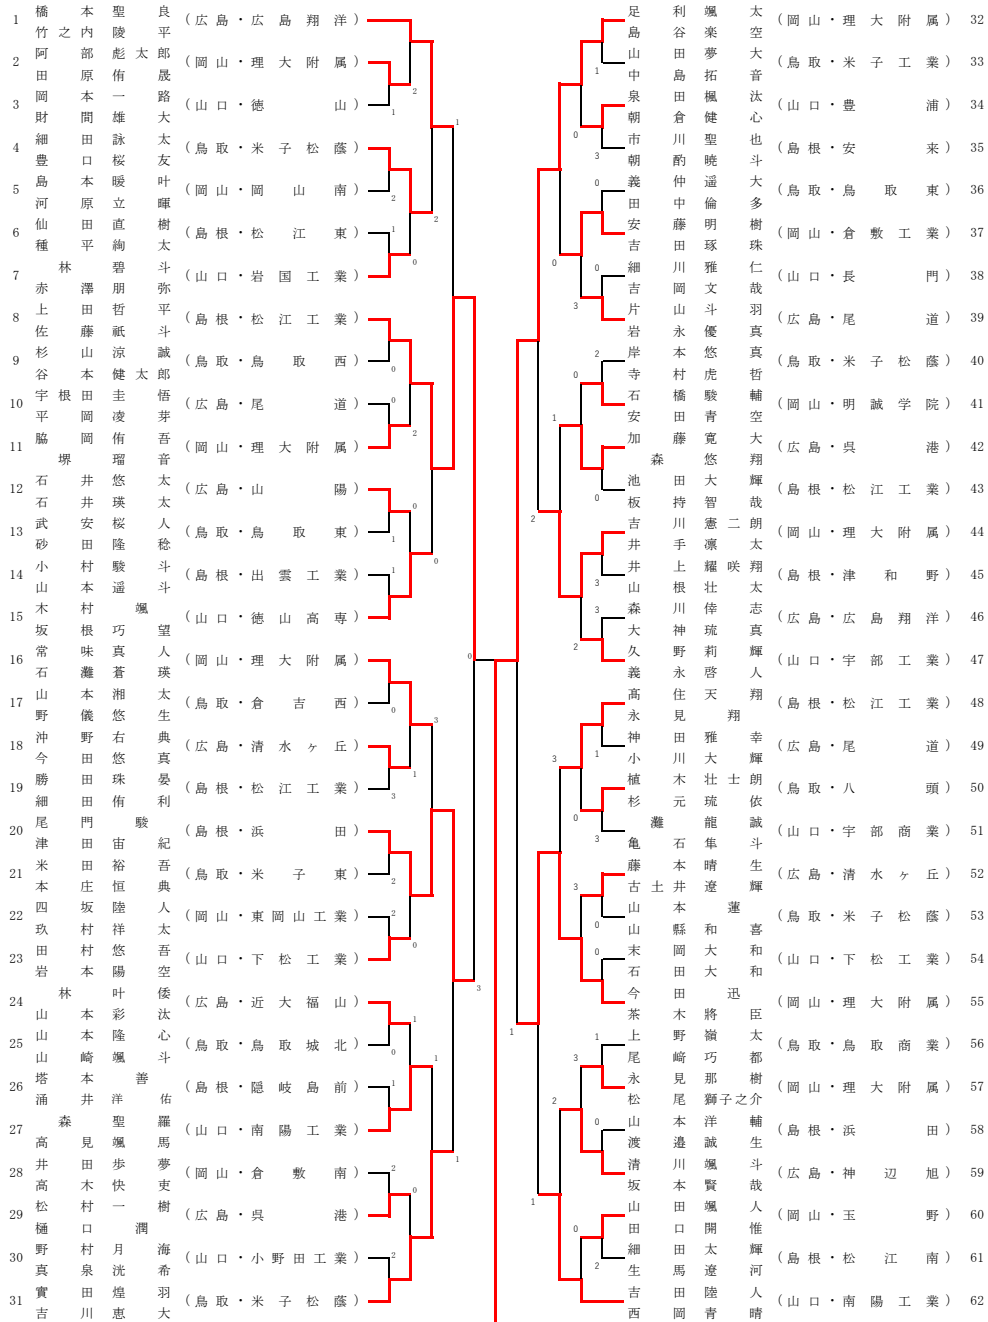 1 橋本聖良 竹之内陵平 (広島・広島翔洋)
2 阿部彪太郎 田原侑晟 (岡山・理大附属)
3 岡本一路 財間雄大 (山口・徳山)
4 細田詠太 豊口桜友 (鳥取・米子松蔭)
5 島本暖叶 河原立暉 (岡山・岡山南)
6 仙田直樹 種平絢太 (島根・松江東)
7 林碧斗 赤澤朋弥 (山口・岩国工業)
8 上田哲平 佐藤祇斗 (島根・松江工業)
9 杉山涼誠 谷本健太郎 (鳥取・鳥取西)
10 宇根田圭悟 平岡凌芽 (広島・尾道)
11 脇岡侑吾 堺瑠音 (岡山・理大附属)
12 石井悠太 石井瑛太 (広島・山陽)
13 武安桜人 砂田隆稔 (鳥取・鳥取東)
14 小村駿斗 山本遥斗 (島根・出雲工業)
15 木村颯 坂根巧望 (山口・徳山高専)
16 常味真人 石灘蒼瑛 (岡山・理大附属)
17 山本湘太 野儀悠生 (鳥取・倉吉西)
18 沖野右典 今田悠真 (広島・清水ヶ丘)
19 勝田珠晏 細田侑利 (島根・松江工業)
20 尾門駿 津田宙紀 (島根・浜田)
21 米田裕吾 本庄恒典 (鳥取・米子東)
22 四坂陸人 玖村祥太 (岡山・東岡山工業)
23 田村悠吾 岩本陽空 (山口・下松工業)
24 林叶倭 山本彩汰 (広島・近大福山)
25 山本隆心 山崎颯斗 (鳥取・鳥取城北)
26 塔本善 涌井洋佑 (島根・隠岐島前)
27 森聖羅 高見颯馬 (山口・南陽工業)
28 井田歩夢 高木快吏 (岡山・倉敷南)
29 松村一樹 樋口潤 (広島・呉港)
30 野村月海 真泉洸希 (山口・小野田工業)
31 實田煌羽 吉川恵大 (鳥取・米子松蔭)
足利颯太 島谷楽空 (岡山・理大附属) 32
山田夢大 中島拓音 (鳥取・米子工業) 33
泉田楓汰 朝倉健心 (山口・豊浦) 34
市川聖也 朝酌暁斗 (島根・安来) 35
義仲遥大 田中倫多 (鳥取・鳥取東) 36
安藤明樹 吉田琢珠 (岡山・倉敷工業) 37
細川雅仁 吉岡文哉 (山口・長門) 38
片山斗羽 岩永優真 (広島・尾道) 39
岸本悠真 寺村虎哲 (鳥取・米子松蔭) 40
石橋駿輔 安田青空 (岡山・明誠学院) 41
加藤寛大 森悠翔 (広島・呉港) 42
池田大輝 板持智哉 (島根・松江工業) 43
吉川憲二朗 井手凛太 (岡山・理大附属) 44
井上耀咲翔 山根壮太 (島根・津和野) 45
森川倖志 大神琉真 (広島・広島翔洋) 46
久野莉輝 義永啓人 (山口・宇部工業) 47
髙住天翔 永見翔 (島根・松江工業) 48
神田雅幸 小川大輝 (広島・尾道) 49
植木壮士朗 杉元琉依 (鳥取・八頭) 50
灘龍誠 亀石隼斗 (山口・宇部商業) 51
藤本晴生 古土井遼輝 (広島・清水ヶ丘) 52
山本蓮 山縣和喜 (鳥取・米子松蔭) 53
末岡大和 石田大和 (山口・下松工業) 54
今田迅 茶木將臣 (岡山・理大附属) 55
上野嶺太 尾﨑巧都 (鳥取・鳥取商業) 56
永見那樹 松尾獅子之介 (岡山・理大附属) 57
山本洋輔 渡邉誠生 (島根・浜田) 58
清川颯斗 坂本賢哉 (広島・神辺旭) 59
山田颯人 田口開惟 (岡山・玉野) 60
細田太輝 生馬遼河 (島根・松江南) 61
吉田陸人 西岡青晴 (山口・南陽工業) 62